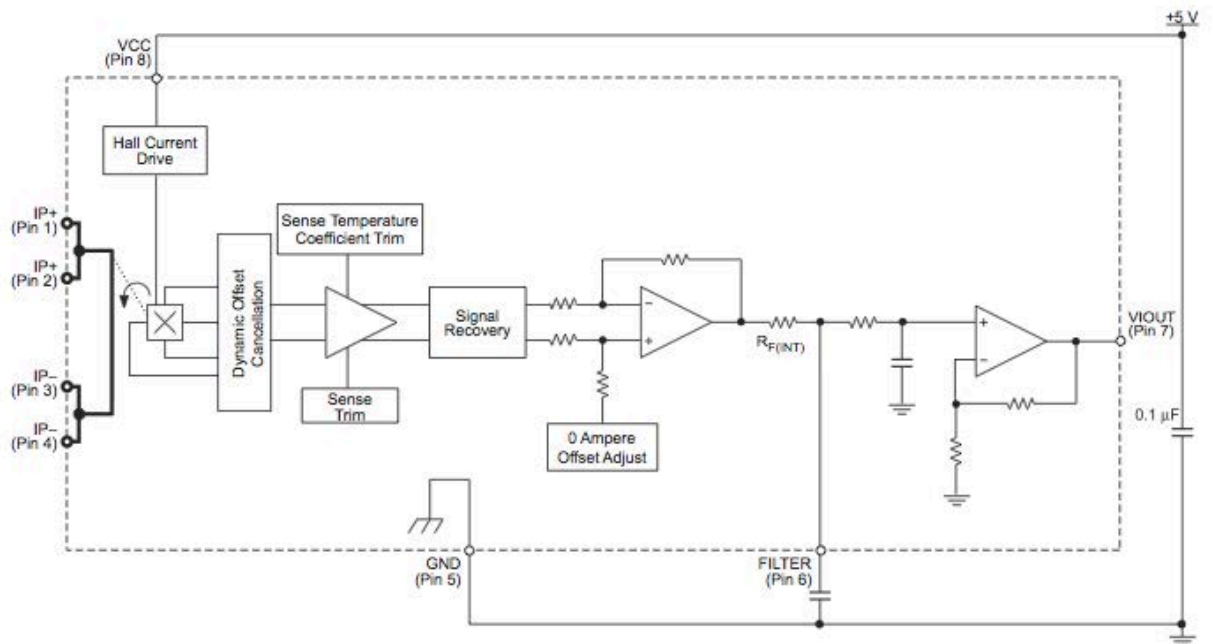 +5 V
VCC
(Pin 8)
Hall Current
Drive
IP+
(Pin 1)
IP+
(Pin 2)
IP–
(Pin 3)
IP–
(Pin 4)
Dynamic Offset
Cancellation
Sense Temperature
Coefficient Trim
Sense
Trim
Signal
Recovery
0 Ampere
Offset Adjust
RF(INT)
VIOUT
(Pin 7)
0.1 µF
GND
(Pin 5)
FILTER
(Pin 6)